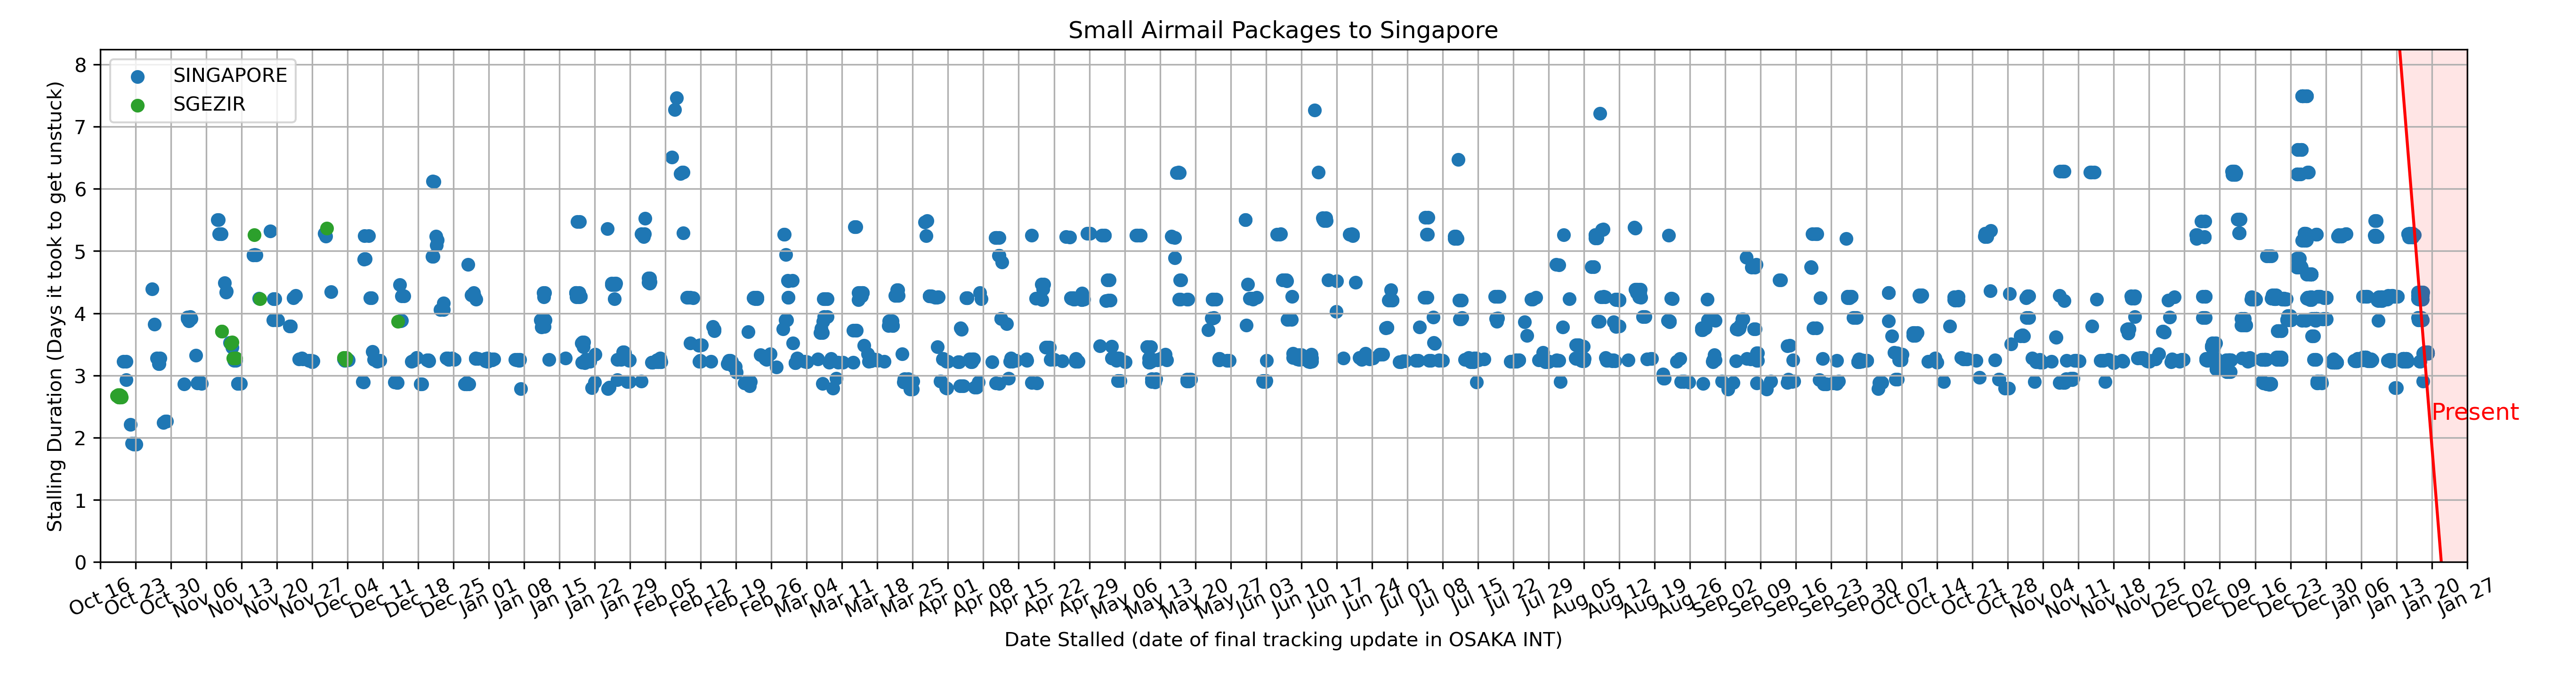 Small Airmail Packages to Singapore
SINGAPORE
SGEZIR
Stalling Duration (Days it took to get unstuck)
8
7
6
5
4
3
2
1
0
Present
Oct 16
Oct 23
Oct 30
Nov 06
Nov 13
Nov 20
Nov 27
Dec 04
Dec 11
Dec 18
Dec 25
Jan 01
Jan 08
Jan 15
Jan 22
Jan 29
Feb 05
Feb 12
Feb 19
Feb 26
Mar 04
Mar 11
Mar 18
Mar 25
Apr 01
Apr 08
Apr 15
Apr 22
Apr 29
May 06
May 13
May 20
May 27
Jun 03
Jun 10
Jun 17
Jun 24
Jul 01
Jul 08
Jul 15
Jul 22
Jul 29
Aug 05
Aug 12
Aug 19
Aug 26
Sep 02
Sep 09
Sep 16
Sep 23
Sep 30
Oct 07
Oct 14
Oct 21
Oct 28
Nov 04
Nov 11
Nov 18
Nov 25
Dec 02
Dec 09
Dec 16
Dec 23
Dec 30
Jan 06
Jan 13
Jan 20
Jan 27
Date Stalled (date of final tracking update in OSAKA INT)